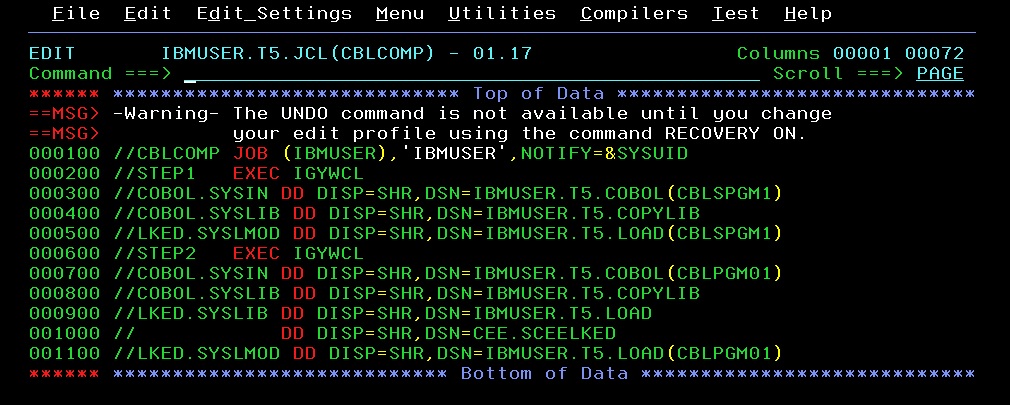 File  Edit  Edit_Settings  Menu  Utilities  Compilers  Test  Help
EDIT       IBMUSER.T5.JCL(CBLCOMP) - 01.17                 Columns 00001 00072
Command ===>                                                  Scroll ===> PAGE
****** ***************************** Top of Data ******************************
==MSG> -Warning- The UNDO command is not available until you change
==MSG>           your edit profile using the command RECOVERY ON.
000100 //CBLCOMP JOB (IBMUSER),'IBMUSER',NOTIFY=&SYSUID
000200 //STEP1   EXEC IGYWCL
000300 //COBOL.SYSIN DD DISP=SHR,DSN=IBMUSER.T5.COBOL(CBLSPGM1)
000400 //COBOL.SYSLIB DD DISP=SHR,DSN=IBMUSER.T5.COPYLIB
000500 //LKED.SYSLMOD DD DISP=SHR,DSN=IBMUSER.T5.LOAD(CBLSPGM1)
000600 //STEP2   EXEC IGYWCL
000700 //COBOL.SYSIN DD DISP=SHR,DSN=IBMUSER.T5.COBOL(CBLPGM01)
000800 //COBOL.SYSLIB DD DISP=SHR,DSN=IBMUSER.T5.COPYLIB
000900 //LKED.SYSLIB DD DISP=SHR,DSN=IBMUSER.T5.LOAD
001000 //            DD DISP=SHR,DSN=CEE.SCEELKED
001100 //LKED.SYSLMOD DD DISP=SHR,DSN=IBMUSER.T5.LOAD(CBLPGM01)
****** **************************** Bottom of Data ****************************